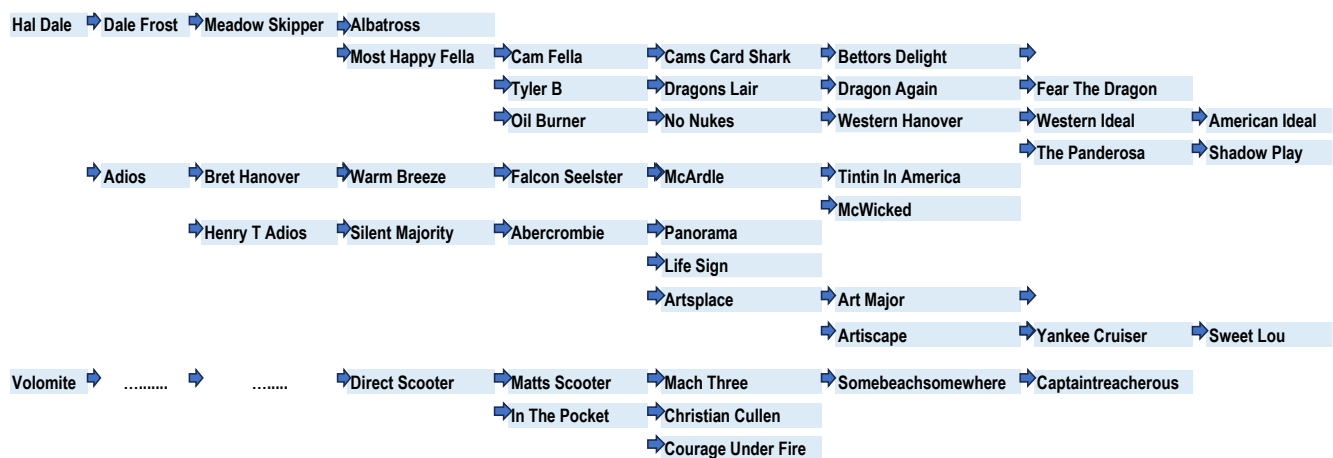 Hal Dale Dale Frost Meadow Skipper Albatross
Most Happy Fella Cam Fella Cams Card Shark Bettors Delight
Tyler B Dragons Lair Dragon Again Fear The Dragon
Oil Burner No Nukes Western Hanover Western Ideal American Ideal
The Panderosa Shadow Play
Adios Bret Hanover Warm Breeze Falcon Seelster McArdle Tintin In America
McWicked
Henry T Adios Silent Majority Abercrombie Panorama
Life Sign
Artsplace Art Major
Artiscape Yankee Cruiser Sweet Lou
Volomite …....... …..... Direct Scooter Matts Scooter Mach Three Somebeachsomewhere Captaintreacherous
In The Pocket Christian Cullen
Courage Under Fire